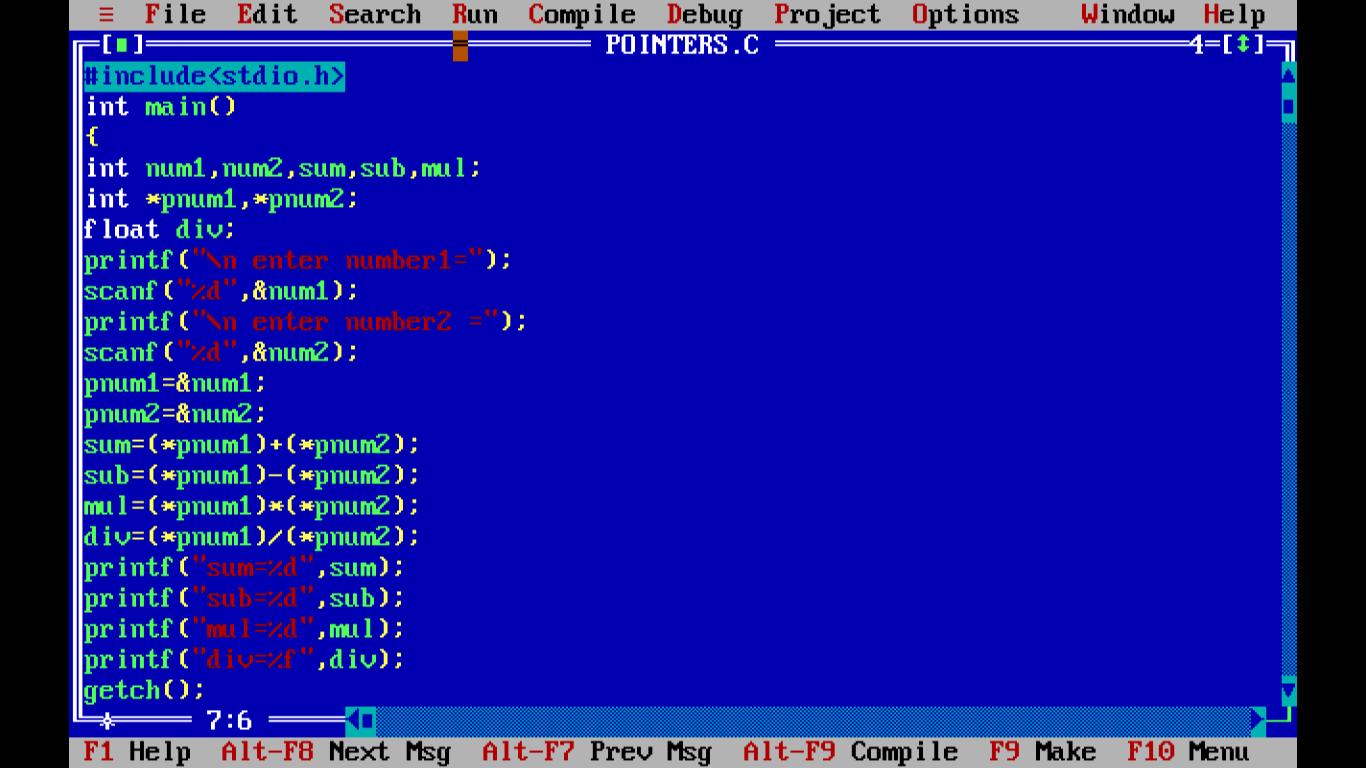 ≡ File Edit Search Run Compile Debug Project Options Window Help
[■] POINTERS.C 4=[↕]
#include<stdio.h>
int main()
{
int num1,num2,sum,sub,mul;
int *pnum1,*pnum2;
float div;
printf("\n enter number1=");
scanf("%d",&num1);
printf("\n enter number2 =");
scanf("%d",&num2);
pnum1=&num1;
pnum2=&num2;
sum=(*pnum1)+(*pnum2);
sub=(*pnum1)-(*pnum2);
mul=(*pnum1)*(*pnum2);
div=(*pnum1)/(*pnum2);
printf("sum=%d",sum);
printf("sub=%d",sub);
printf("mul=%d",mul);
printf("div=%f",div);
getch();
7:6
F1 Help Alt-F8 Next Msg Alt-F7 Prev Msg Alt-F9 Compile F9 Make F10 Menu